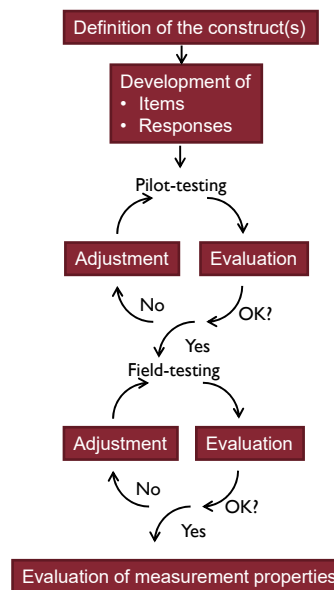 Definition of the construct(s)
Development of
• Items
• Responses
Pilot-testing
Adjustment
Evaluation
No
OK?
Yes
Field-testing
Adjustment
Evaluation
No
OK?
Yes
Evaluation of measurement properties